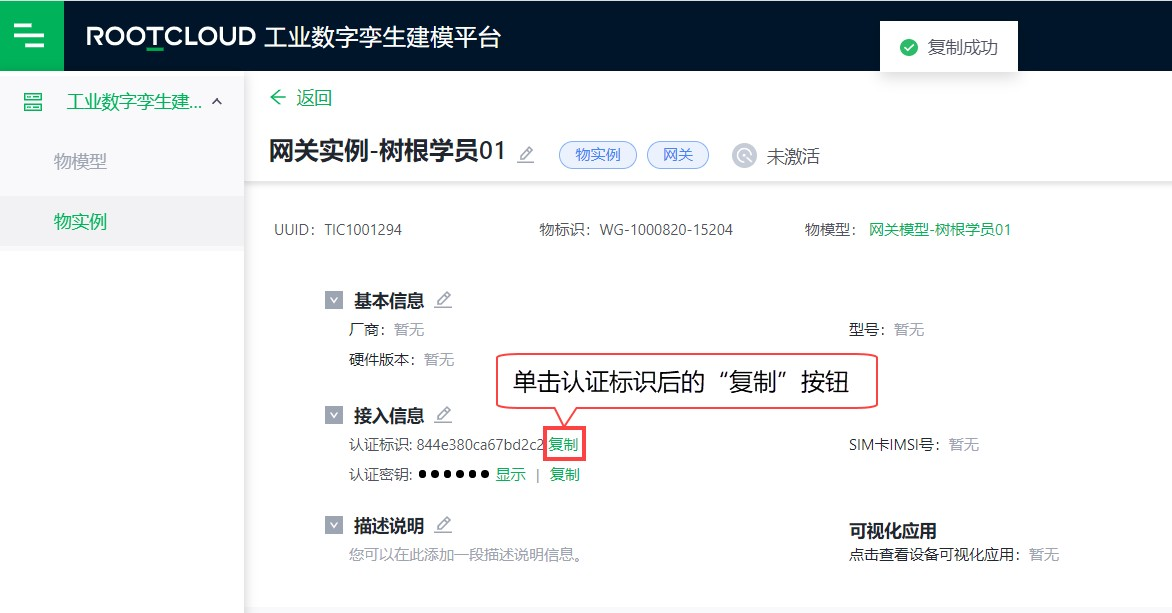 ROOTCLOUD 工业数字孪生建模平台
复制成功
工业数字孪生建...
物模型
物实例
返回
网关实例-树根学员01 物实例 网关 未激活
UUID: TIC1001294 物标识: WG-1000820-15204 物模型: 网关模型-树根学员01
基本信息
厂商: 暂无 型号: 暂无
硬件版本: 暂无
单击认证标识后的“复制”按钮
接入信息
认证标识: 844e380ca67bd2c2 复制 SIM卡IMSI号: 暂无
认证密钥: ●●●●●● 显示 | 复制
描述说明
您可以在此添加一段描述说明信息。
可视化应用
点击查看设备可视化应用: 暂无